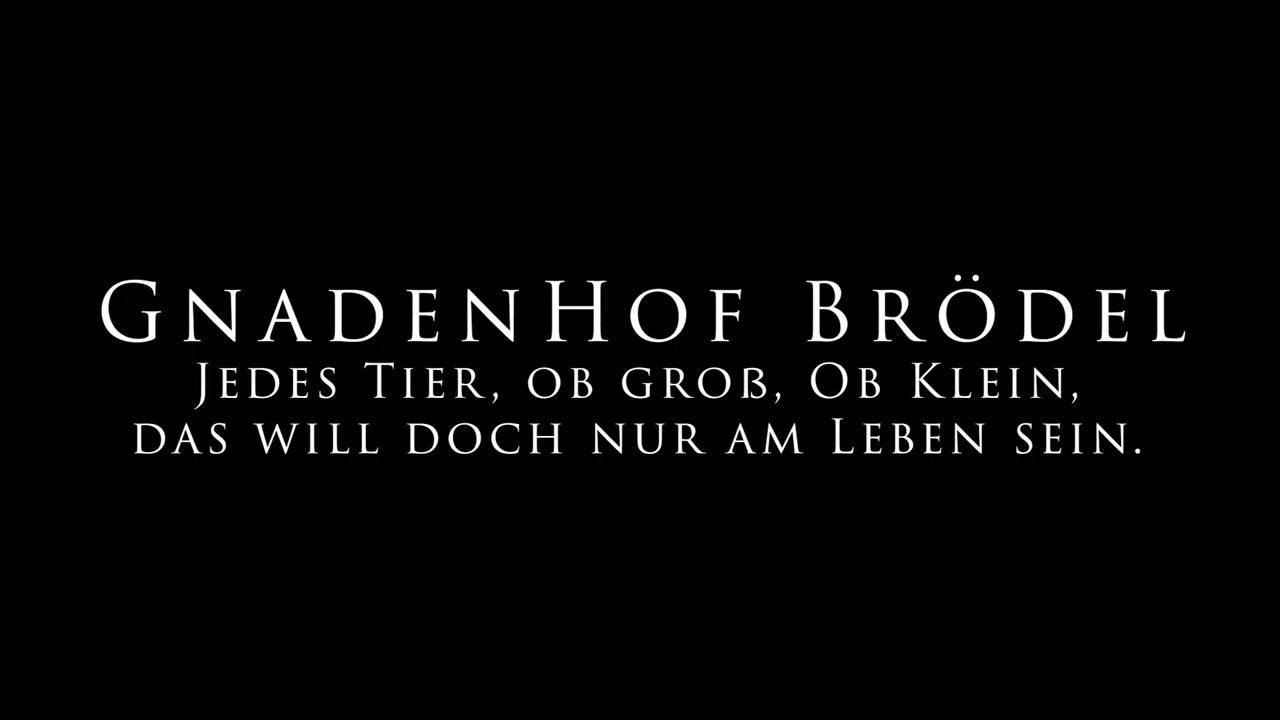 GnadenHof Brödel
Jedes Tier, ob groß, Ob Klein,
das will doch nur am Leben sein.